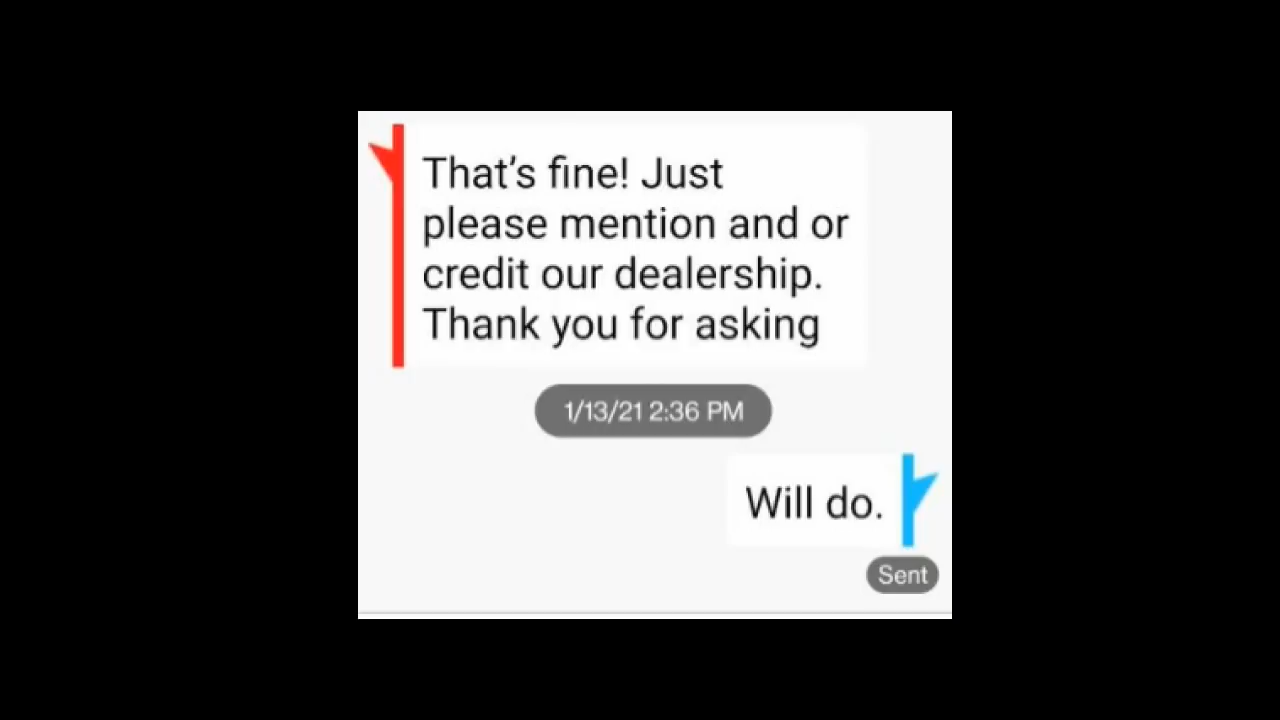 That’s fine! Just
please mention and or
credit our dealership.
Thank you for asking
1/13/21 2:36 PM
Will do.
Sent